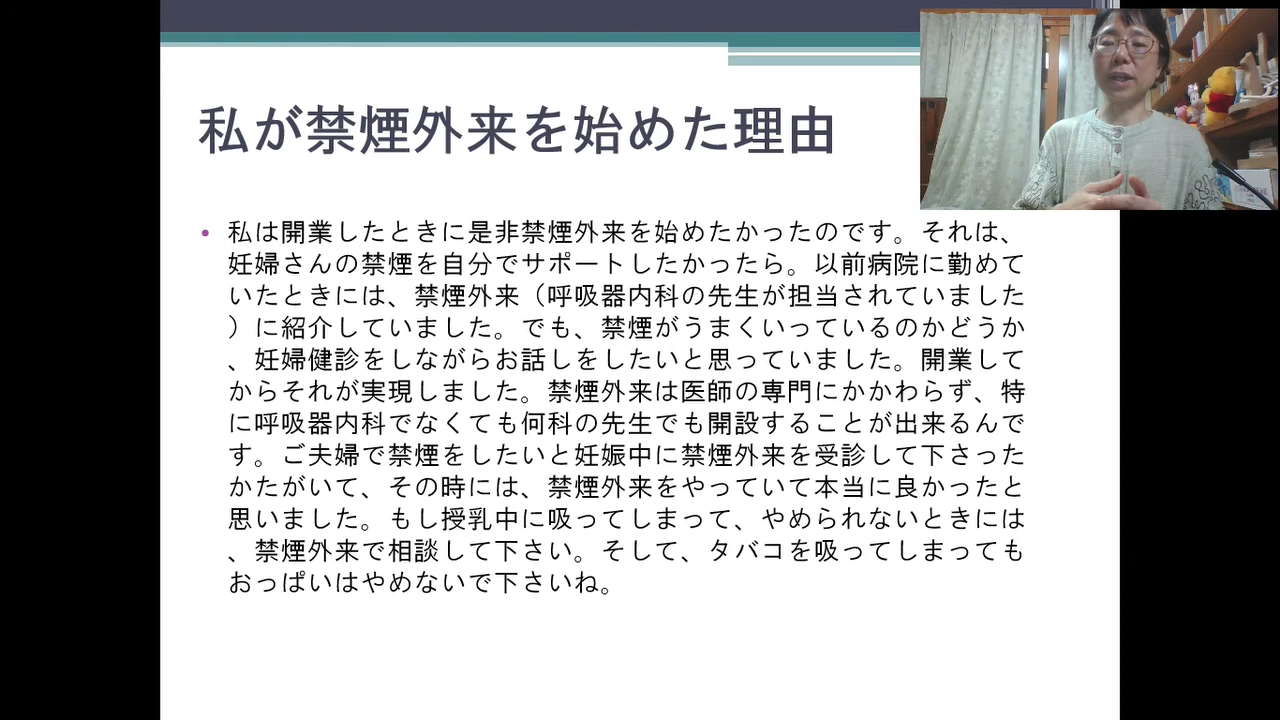 私が禁煙外来を始めた理由
• 私は開業したときに是非禁煙外来を始めたかったのです。それは、
妊婦さんの禁煙を自分でサポートしたかったら。以前病院に勤めて
いたときには、禁煙外来（呼吸器内科の先生が担当されていました
）に紹介していました。でも、禁煙がうまくいっているのかどうか
、妊婦健診をしながらお話しをしたいと思っていました。開業して
からそれが実現しました。禁煙外来は医師の専門にかかわらず、特
に呼吸器内科でなくても何科の先生でも開設することが出来るんで
す。ご夫婦で禁煙をしたいと妊娠中に禁煙外来を受診して下さった
かたがいて、その時には、禁煙外来をやっていて本当に良かったと
思いました。もし授乳中に吸ってしまって、やめられないときには
、禁煙外来で相談して下さい。そして、タバコを吸ってしまっても
おっぱいはやめないで下さいね。